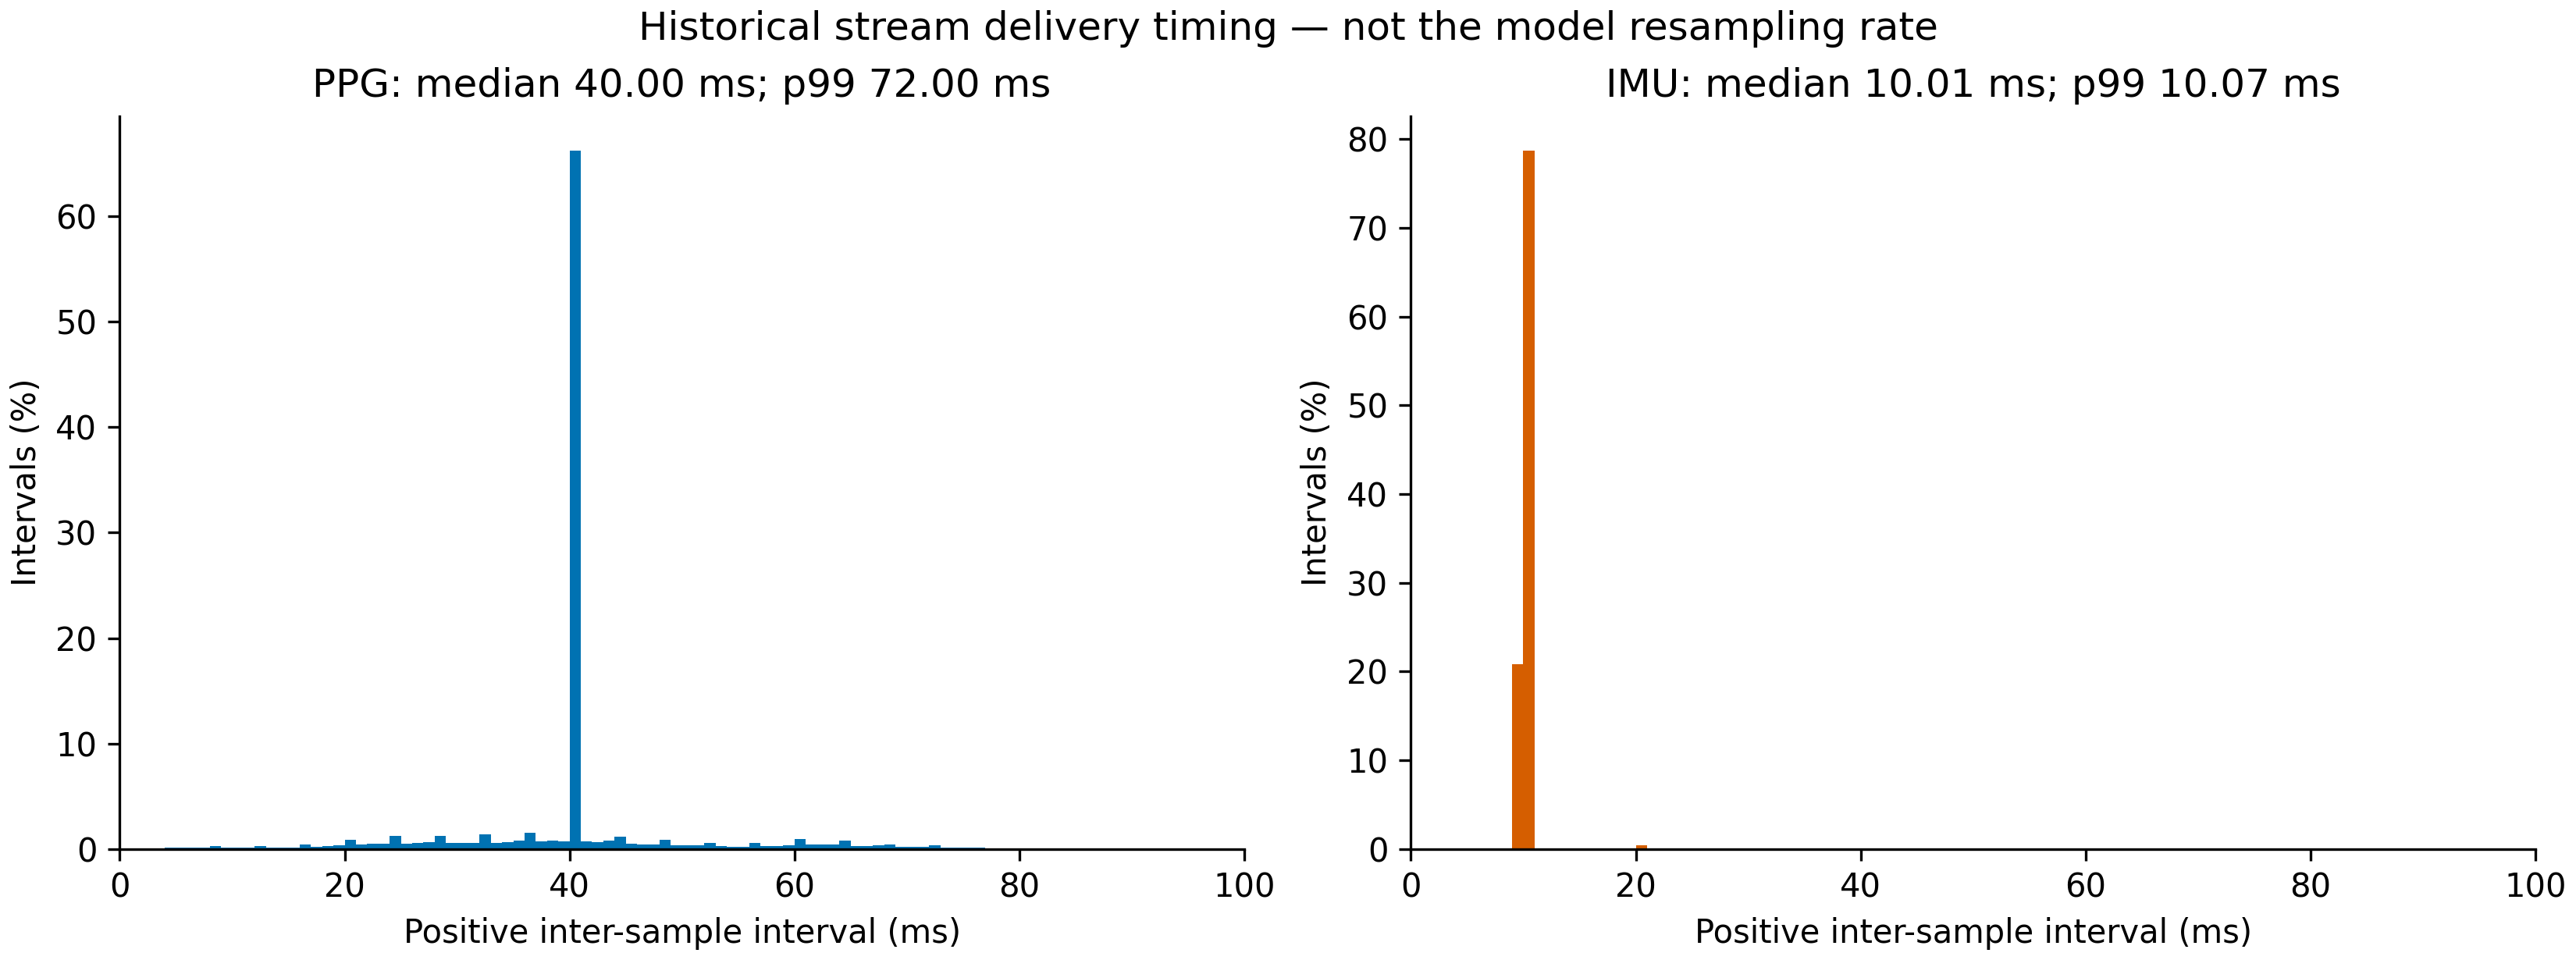 Historical stream delivery timing — not the model resampling rate
PPG: median 40.00 ms; p99 72.00 ms
Intervals (%)
60
50
40
30
20
10
0
0 20 40 60 80 100
Positive inter-sample interval (ms)
IMU: median 10.01 ms; p99 10.07 ms
Intervals (%)
80
70
60
50
40
30
20
10
0
0 20 40 60 80 100
Positive inter-sample interval (ms)